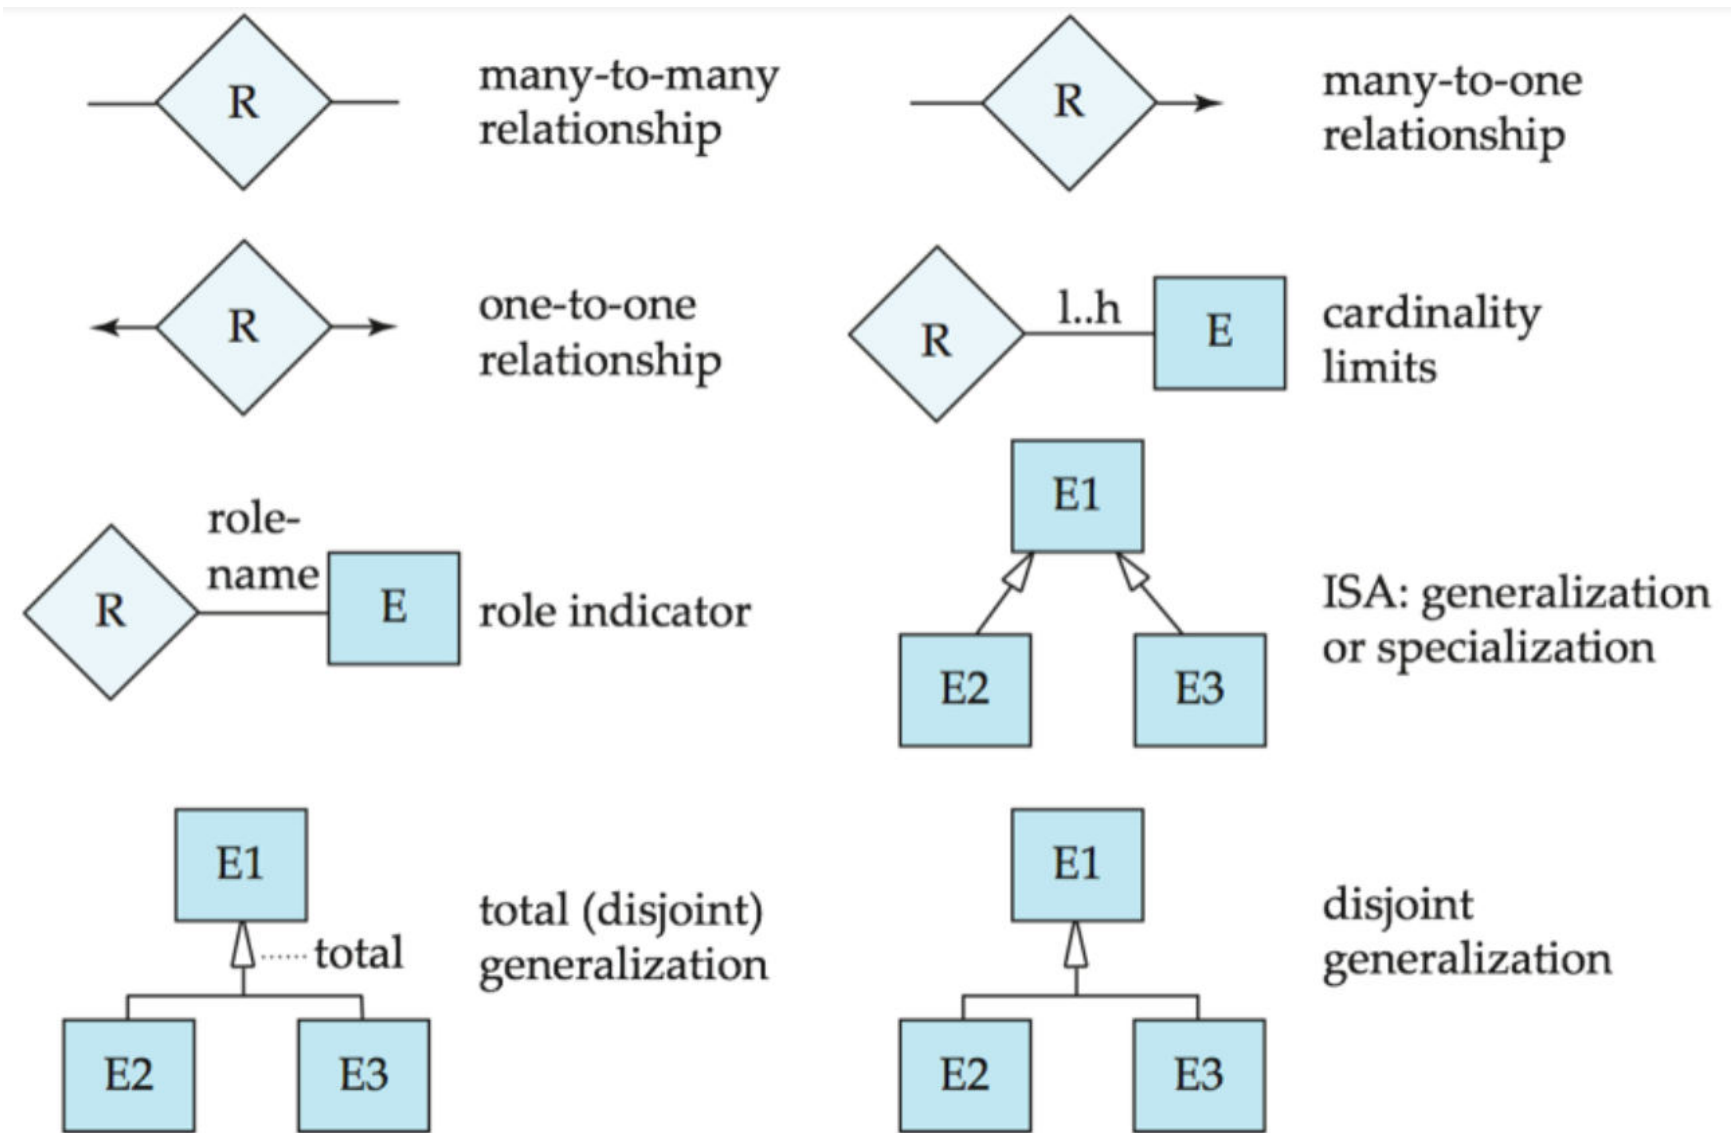 R
many-to-many
relationship
R
many-to-one
relationship
R
one-to-one
relationship
R
l..h
E
cardinality
limits
R
role-
name
E
role indicator
E1
E2
E3
ISA: generalization
or specialization
E1
total
E2
E3
total (disjoint)
generalization
E1
E2
E3
disjoint
generalization